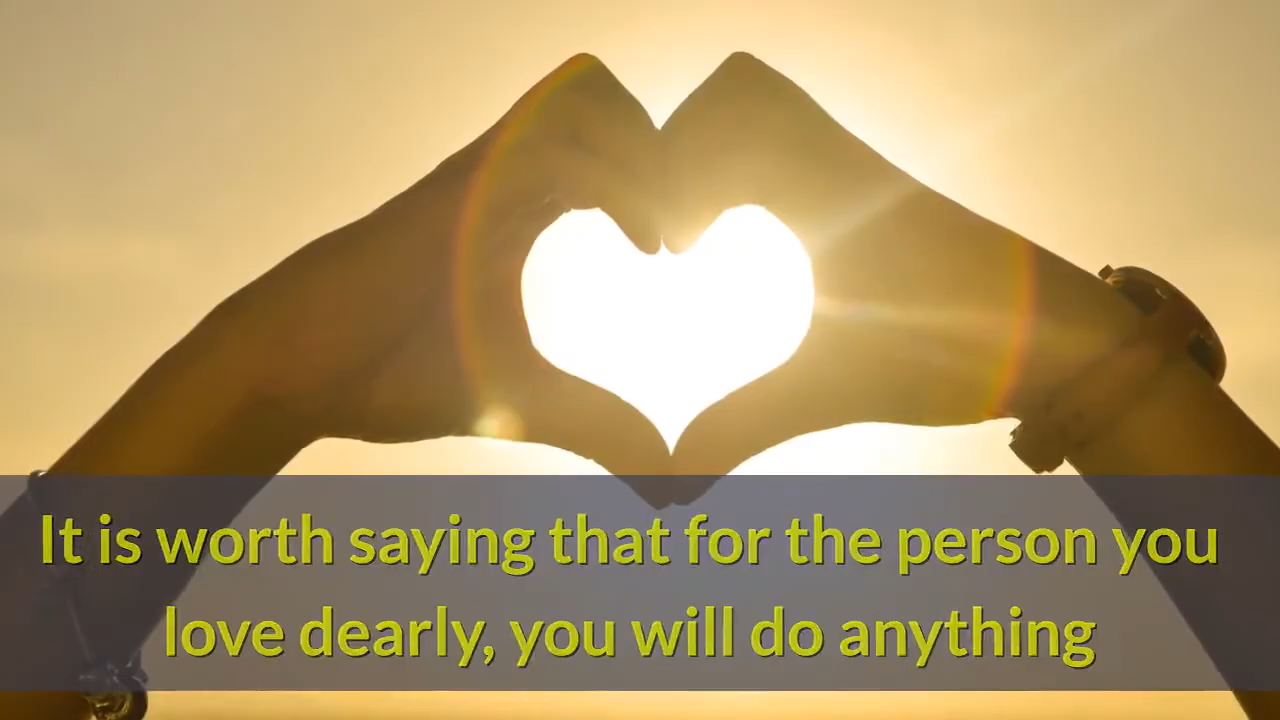 It is worth saying that for the person you
love dearly, you will do anything